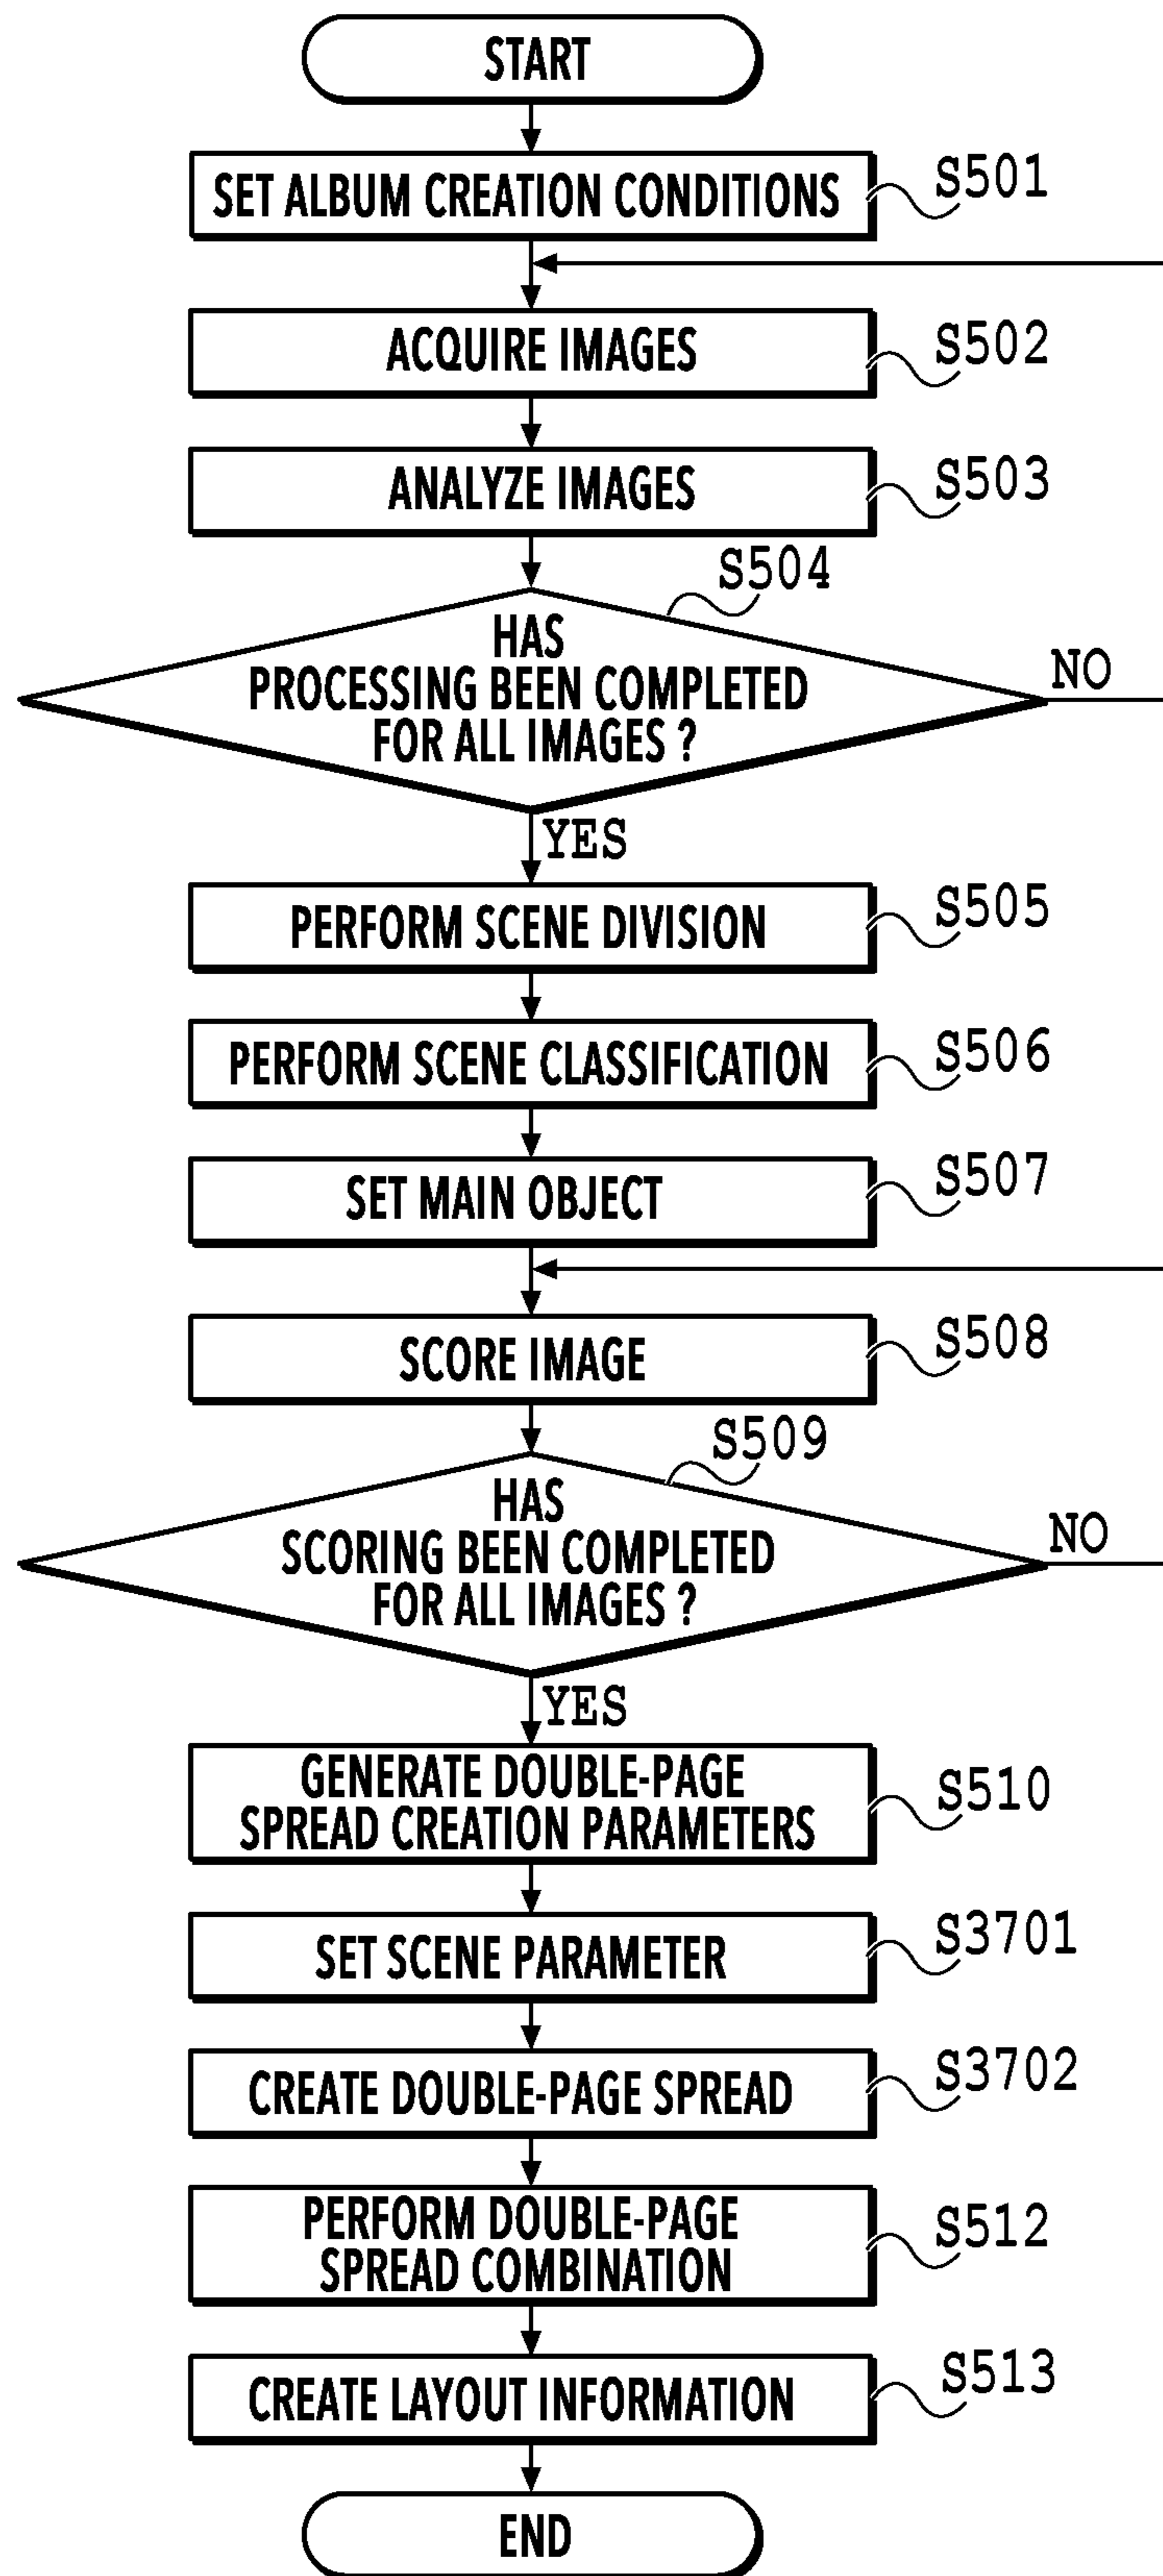 START
SET ALBUM CREATION CONDITIONS
S501
ACQUIRE IMAGES
S502
ANALYZE IMAGES
S503
S504
HAS
PROCESSING BEEN COMPLETED
FOR ALL IMAGES ?
NO
YES
PERFORM SCENE DIVISION
S505
PERFORM SCENE CLASSIFICATION
S506
SET MAIN OBJECT
S507
SCORE IMAGE
S508
S509
HAS
SCORING BEEN COMPLETED
FOR ALL IMAGES ?
NO
YES
GENERATE DOUBLE-PAGE
SPREAD CREATION PARAMETERS
S510
SET SCENE PARAMETER
S3701
CREATE DOUBLE-PAGE SPREAD
S3702
PERFORM DOUBLE-PAGE
SPREAD COMBINATION
S512
CREATE LAYOUT INFORMATION
S513
END